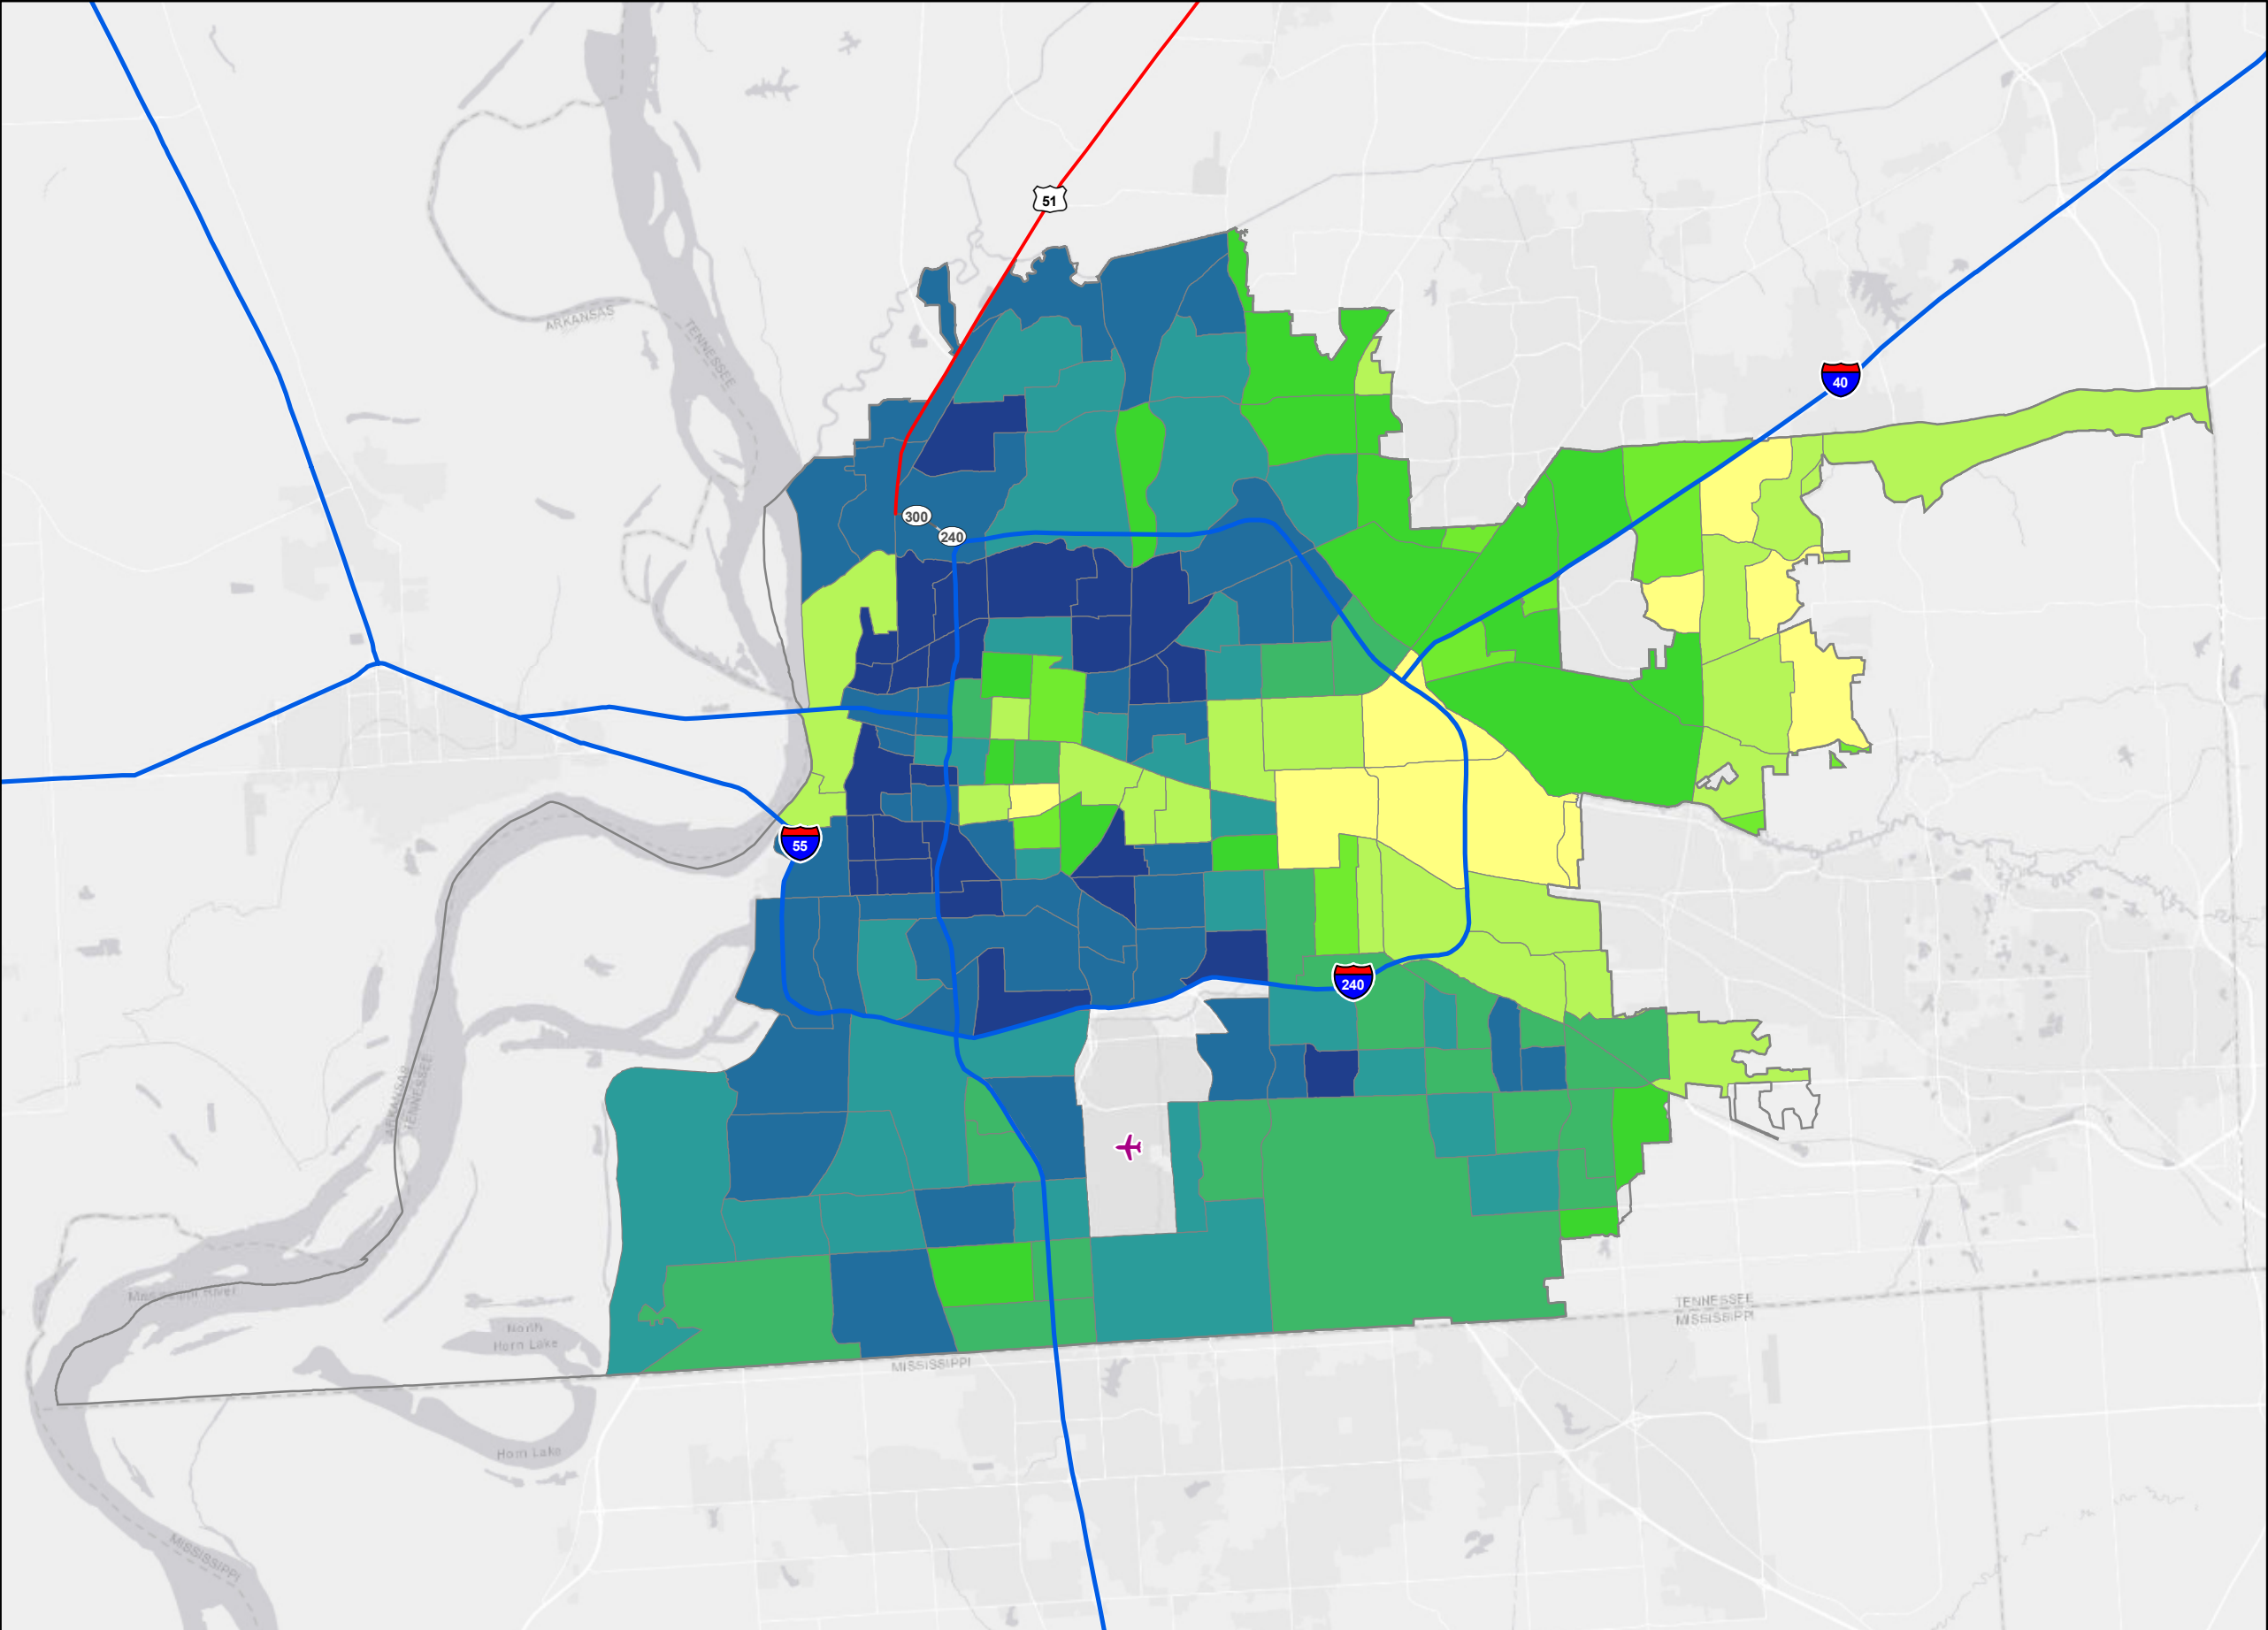 51
ARKANSAS
TENNESSEE
40
300
240
55
240
ARKANSAS
TENNESSEE
Mississippi River
TENNESSEE
MISSISSIPPI
North
Horn Lake
MISSISSIPPI
Horn Lake
MISSISSIPPI